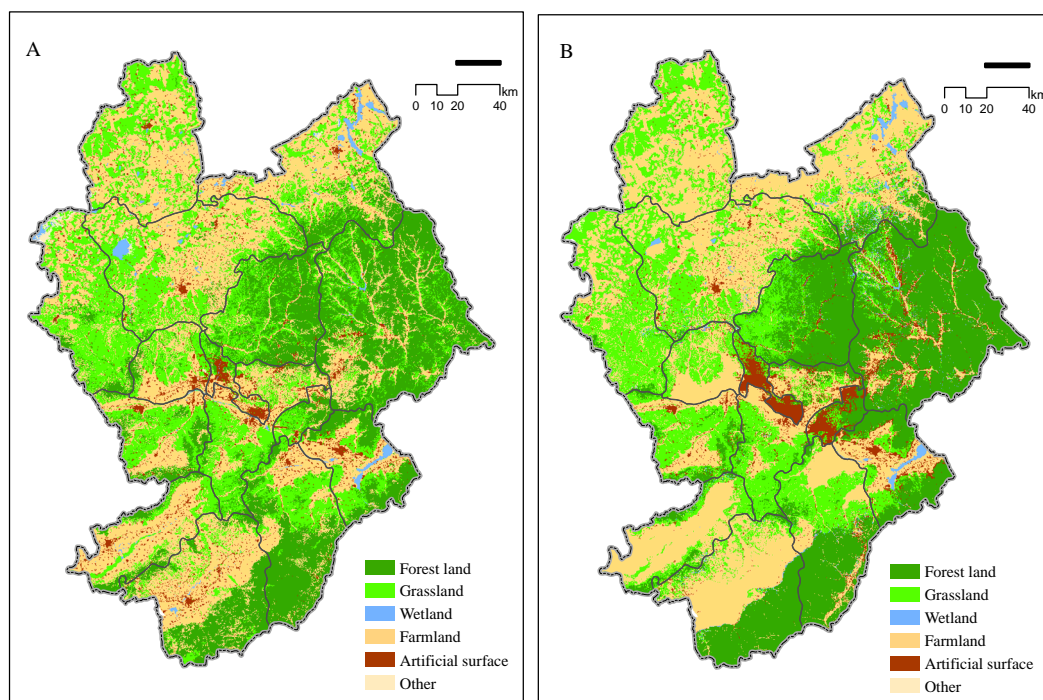 A
km
0 10 20 40
Forest land
Grassland
Wetland
Farmland
Artificial surface
Other
B
km
0 10 20 40
Forest land
Grassland
Wetland
Farmland
Artificial surface
Other